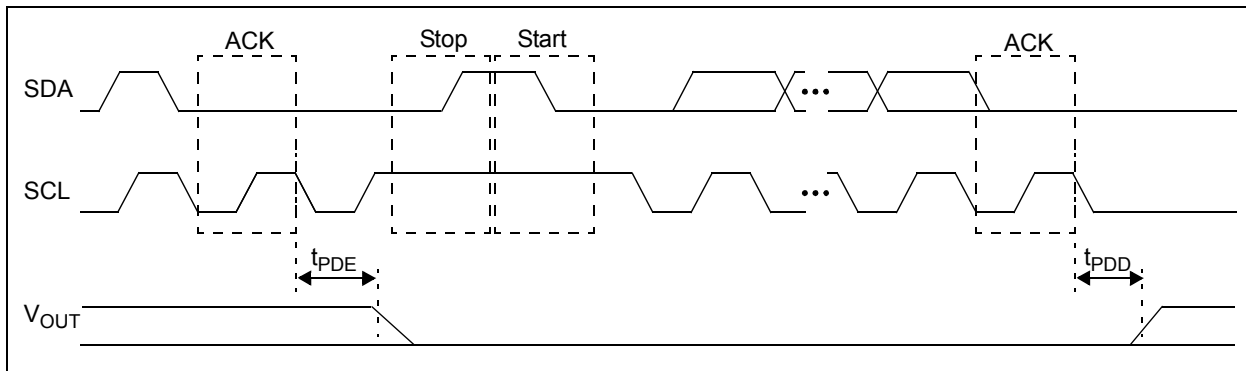 ACK
Stop
Start
ACK
SDA
...
SCL
...
tPDE
tPDD
VOUT